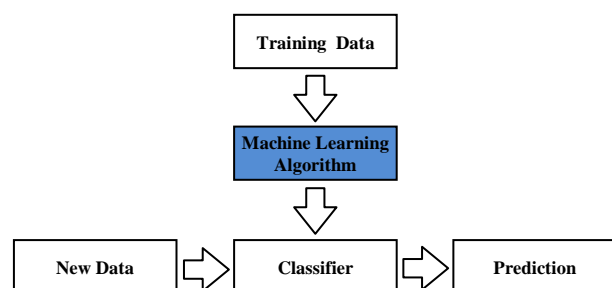 Training Data
Machine Learning
Algorithm
New Data
Classifier
Prediction